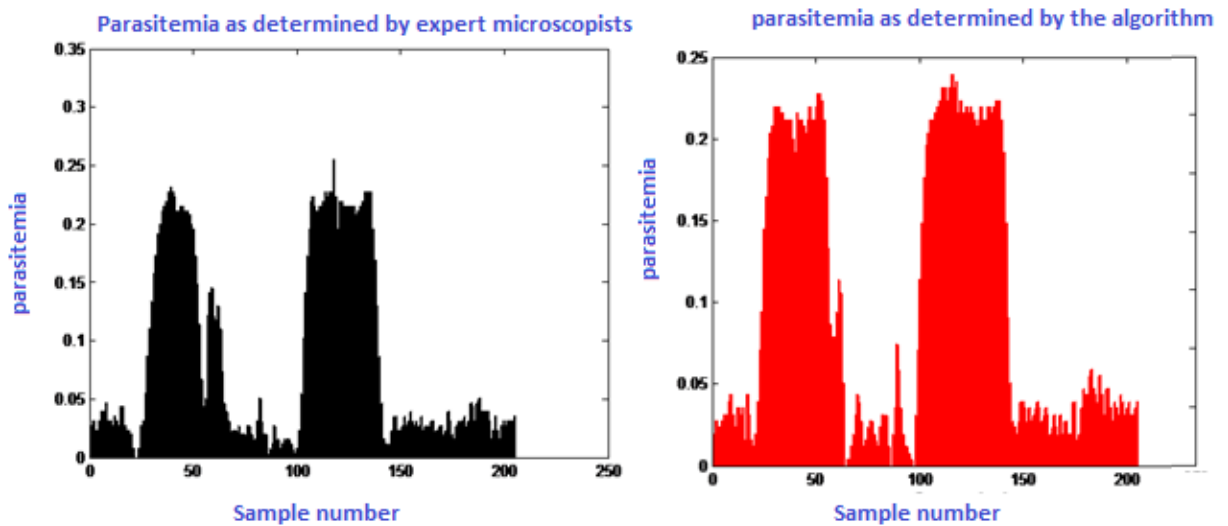 Parasitemia as determined by expert microscopists
0.35
0.3
0.25
0.2
0.15
0.1
0.05
0
parasitemia
0 50 100 150 200 250
Sample number
parasitemia as determined by the algorithm
0.25
0.2
0.15
0.1
0.05
0
parasitemia
0 50 100 150 200
Sample number